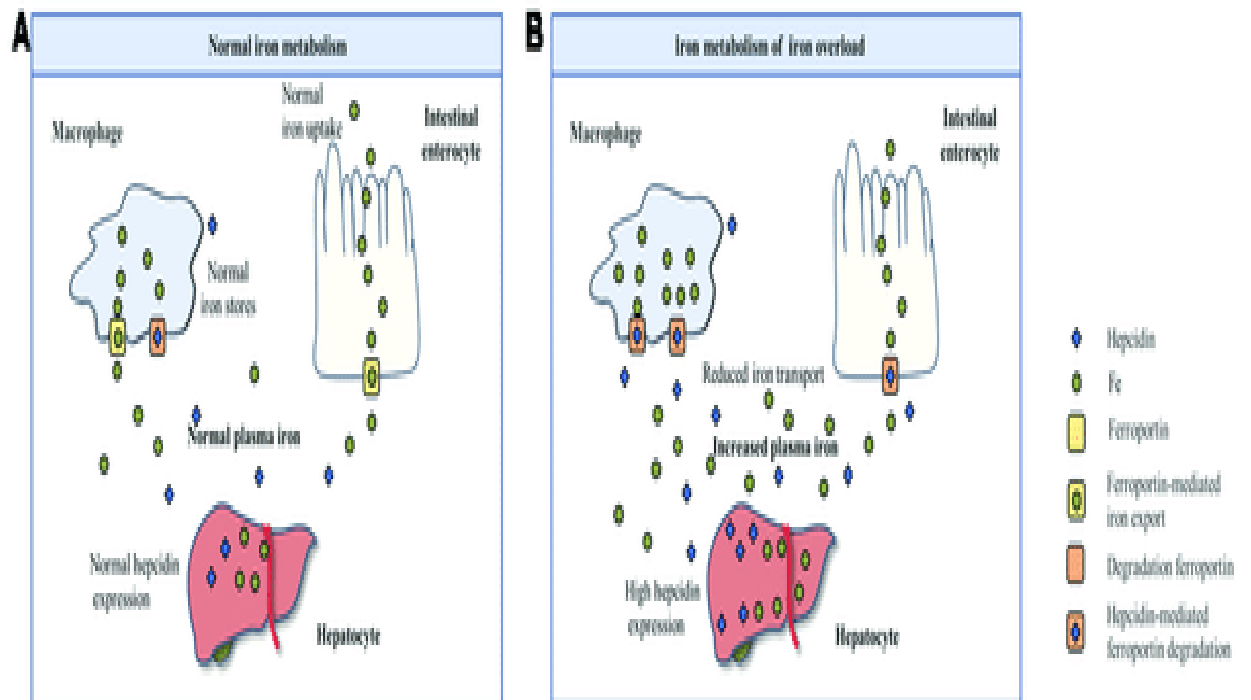 A
Normal iron metabolism
Normal
iron uptake
Macrophage
Intestinal
enterocyte
Normal
iron stores
Normal plasma iron
Normal hepcidin
expression
Hepatocyte
B
Iron metabolism of iron overload
Macrophage
Intestinal
enterocyte
Reduced iron transport
Increased plasma iron
High hepcidin
expression
Hepatocyte
Hepcidin
Fe
Ferroportin
Ferroportin-mediated
iron export
Degradation ferroportin
Hepcidin-mediated
ferroportin degradation